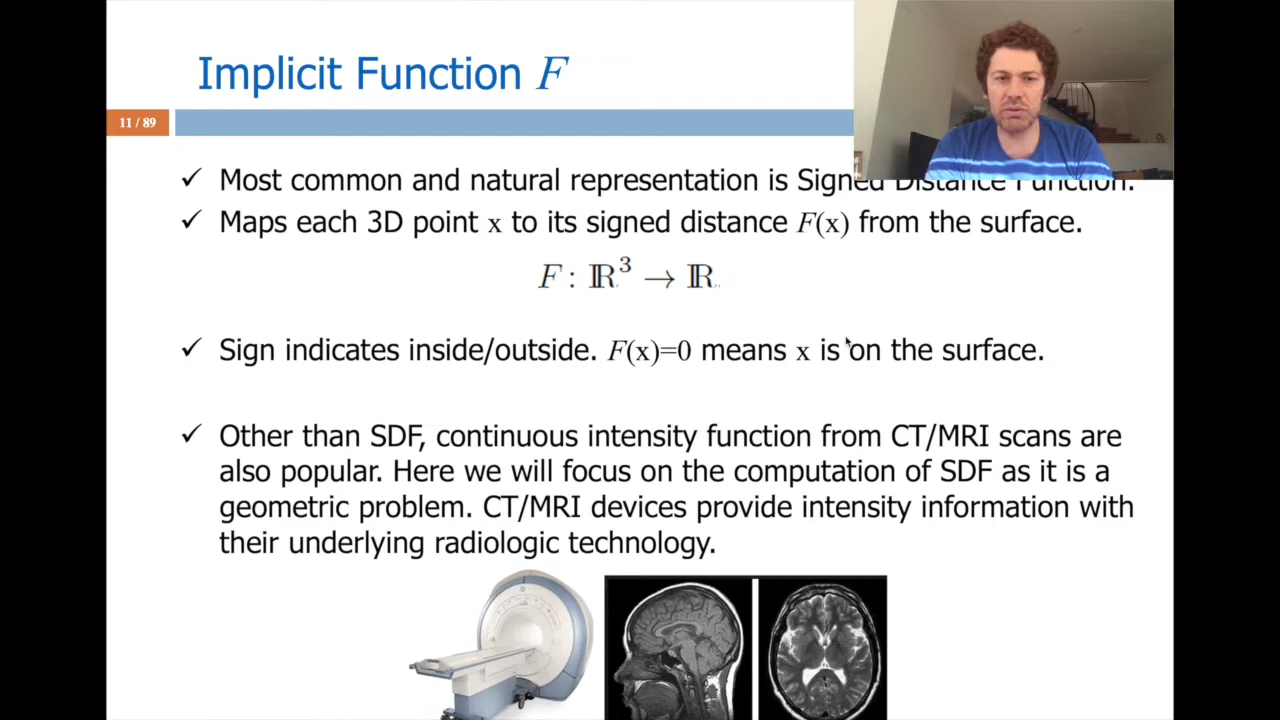 Implicit Function F
11 / 89
✓ Most common and natural representation is Signed Distance Function.
✓ Maps each 3D point x to its signed distance F(x) from the surface.
F : ℝ³ → ℝ
✓ Sign indicates inside/outside. F(x)=0 means x is on the surface.
✓ Other than SDF, continuous intensity function from CT/MRI scans are
also popular. Here we will focus on the computation of SDF as it is a
geometric problem. CT/MRI devices provide intensity information with
their underlying radiologic technology.